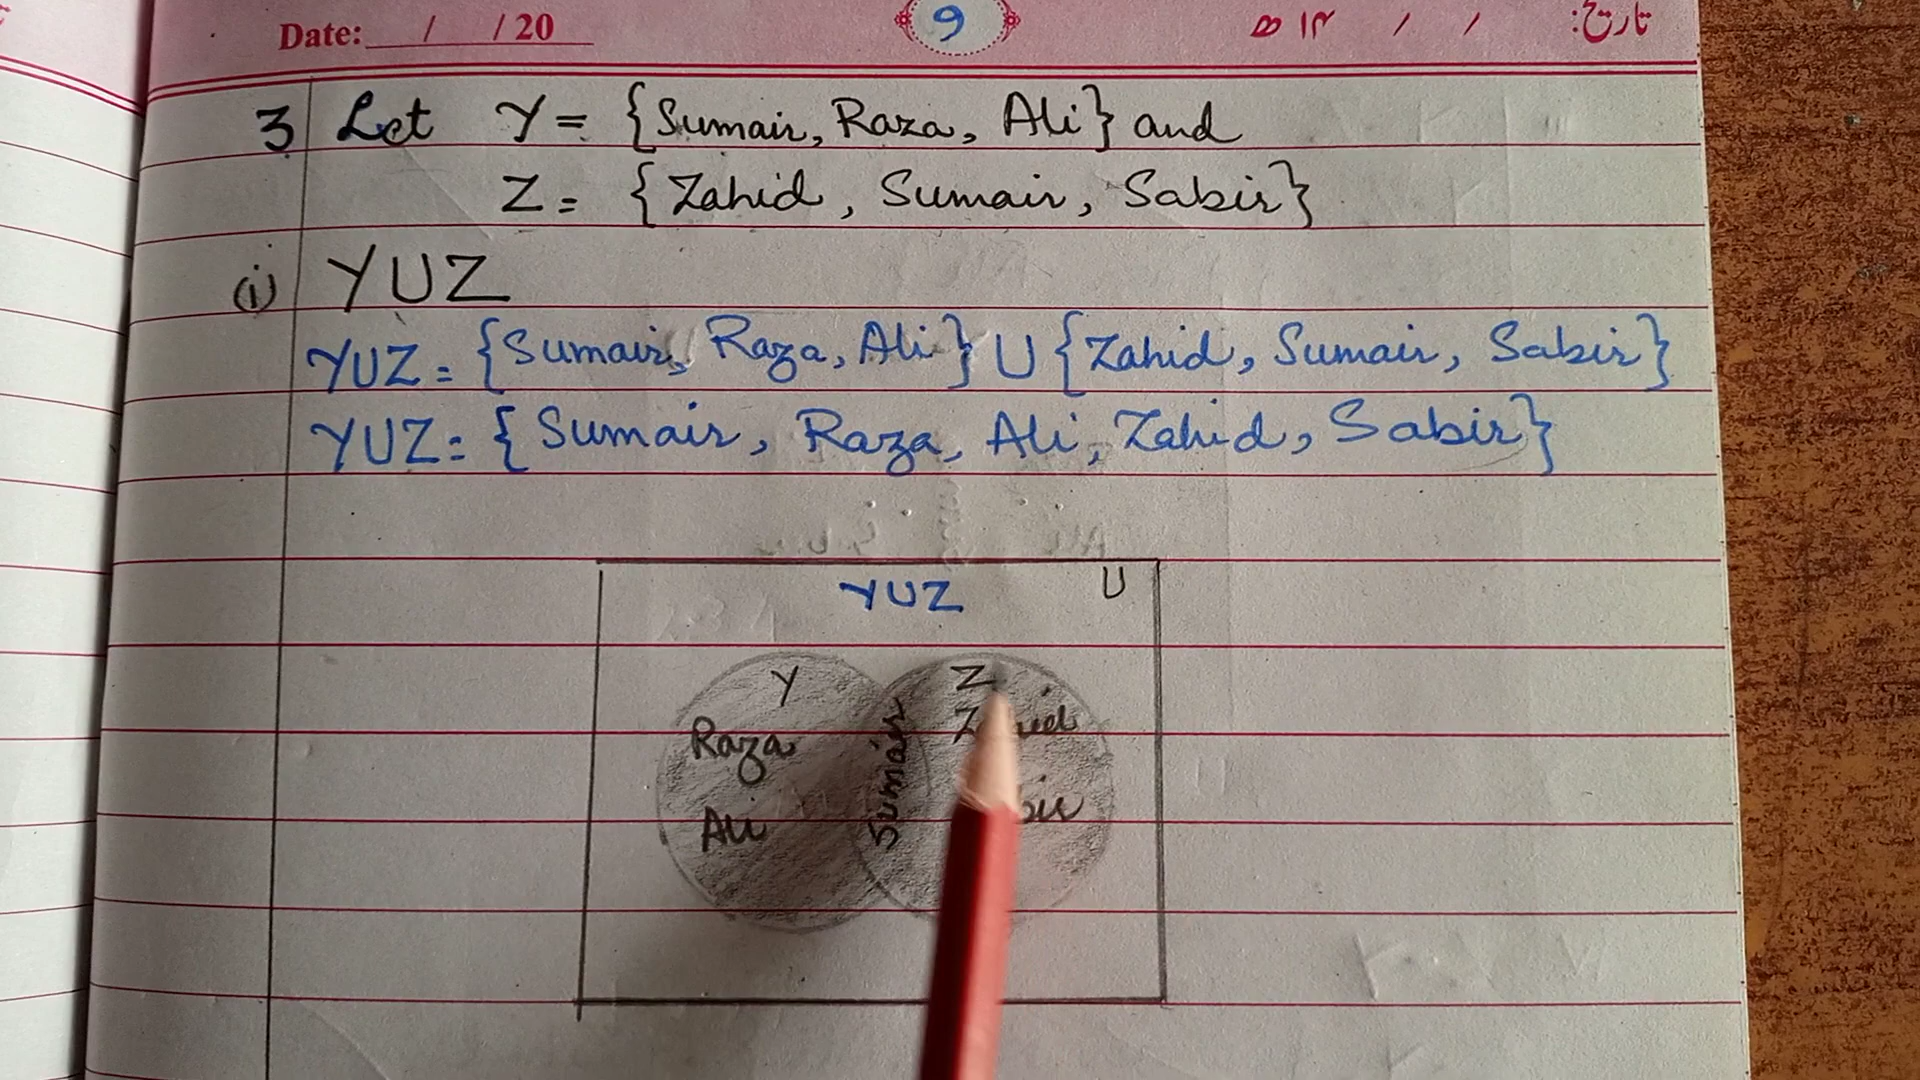 Date: / / 20 9 ھ ۱۴ / / تاریخ:
3 Let Y = {Sumair, Raza, Ali} and
Z = {Zahid, Sumair, Sabir}
(i) YUZ
YUZ = {Sumair, Raza, Ali} U {Zahid, Sumair, Sabir}
YUZ = {Sumair, Raza, Ali, Zahid, Sabir}
YUZ U
Y Z
Raza Sumair
Ali